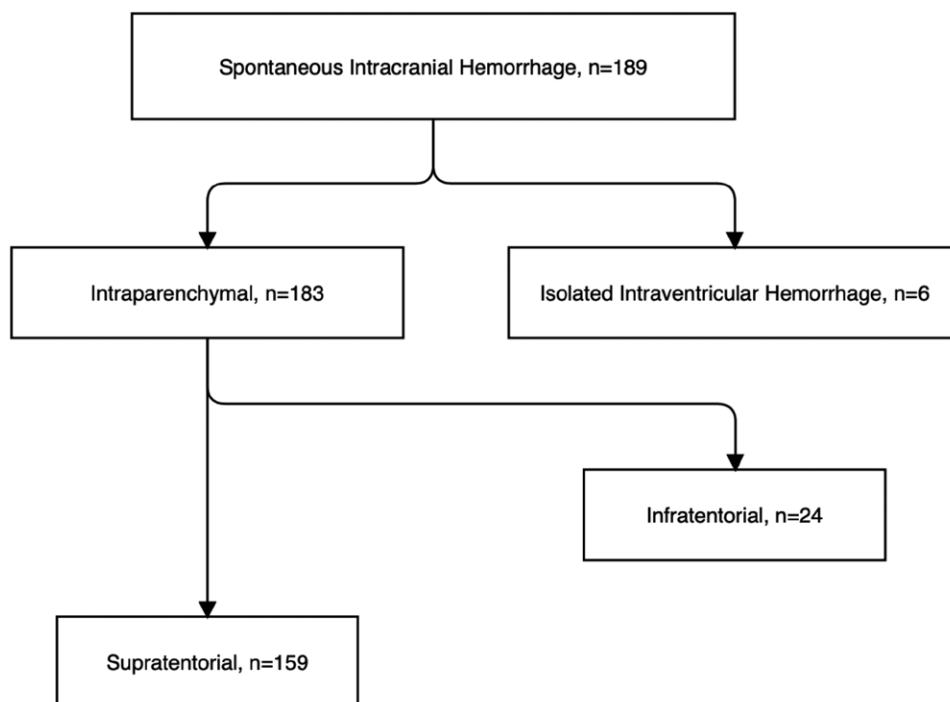 Spontaneous Intracranial Hemorrhage, n=189
Intraparenchymal, n=183
Isolated Intraventricular Hemorrhage, n=6
Infratentorial, n=24
Supratentorial, n=159